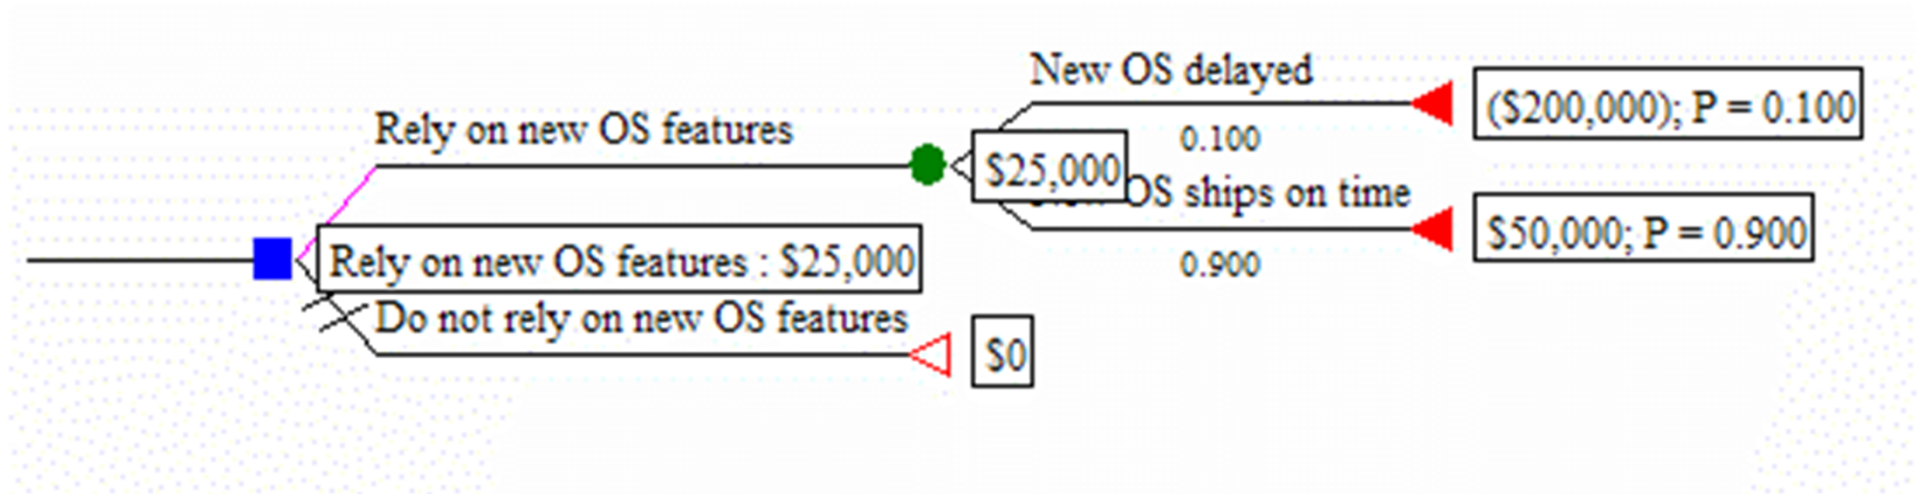 New OS delayed
($200,000); P = 0.100
Rely on new OS features
0.100
$25,000
OS ships on time
$50,000; P = 0.900
Rely on new OS features : $25,000
0.900
Do not rely on new OS features
$0